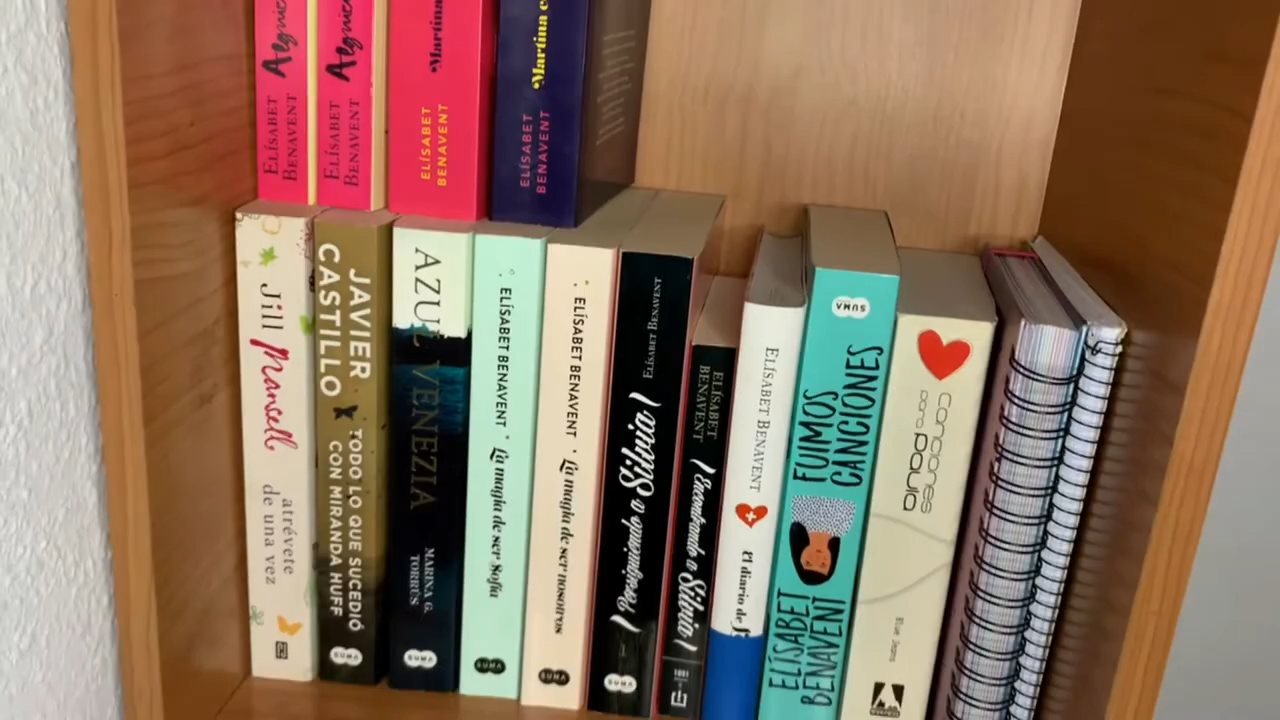 ELÍSABET
BENAVENT
ELÍSABET
BENAVENT
Martina
ELÍSABET
BENAVENT
Martina
ELÍSABET
BENAVENT
Jill Mansell
atrévete
de una vez
JAVIER
CASTILLO
TODO LO QUE SUCEDIÓ
CON MIRANDA HUFF
SUMA
AZUL VENEZIA
MARINA G.
TORRÚS
SUMA
ELÍSABET BENAVENT
La magia de ser Sofía
SUMA
ELÍSABET BENAVENT
La magia de ser nosotros
SUMA
ELÍSABET BENAVENT
Persiguiendo a Silvia
SUMA
ELÍSABET
BENAVENT
Encontrando a Silvia
ELÍSABET BENAVENT
El diario de
SUMA
FUIMOS
CANCIONES
ELÍSABET
BENAVENT
canciones
para paula